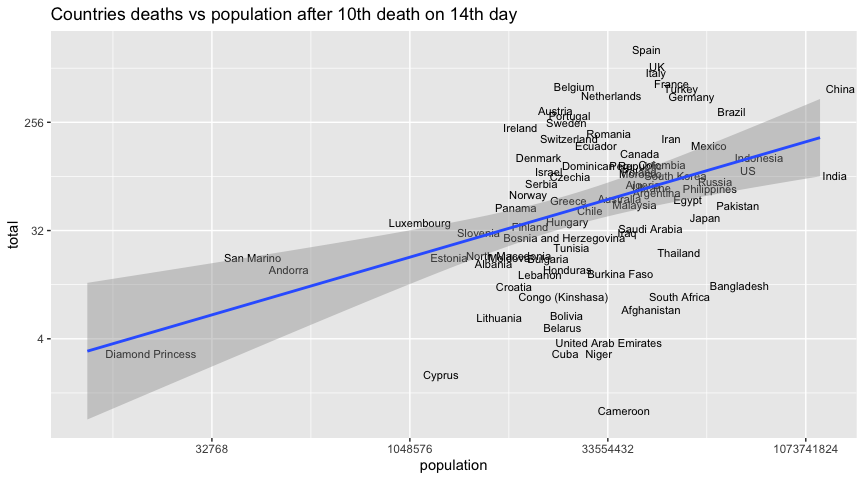 Countries deaths vs population after 10th death on 14th day
Spain
UK
Italy
France
Belgium
Turkey
China
Netherlands
Germany
Austria
Brazil
Portugal
256
Sweden
Ireland
Romania
Switzerland
Iran
Ecuador
Mexico
Canada
Denmark
Indonesia
Dominican Republic
Colombia
Israel
US
Czechia
South Korea
India
Serbia
Russia
Algeria
Ukraine
Philippines
Norway
Argentina
Greece
Australia
Egypt
Panama
Malaysia
Pakistan
Chile
Japan
Luxembourg
Hungary
Finland
32
Saudi Arabia
Slovenia
Iraq
Bosnia and Herzegovina
Tunisia
Thailand
San Marino
Estonia
North Macedonia
Moldova
Bulgaria
Albania
Andorra
Honduras
Lebanon
Burkina Faso
Croatia
Bangladesh
Congo (Kinshasa)
South Africa
Afghanistan
Lithuania
Bolivia
Belarus
4
United Arab Emirates
Diamond Princess
Cuba
Niger
Cyprus
Cameroon
total
32768
1048576
33554432
1073741824
population